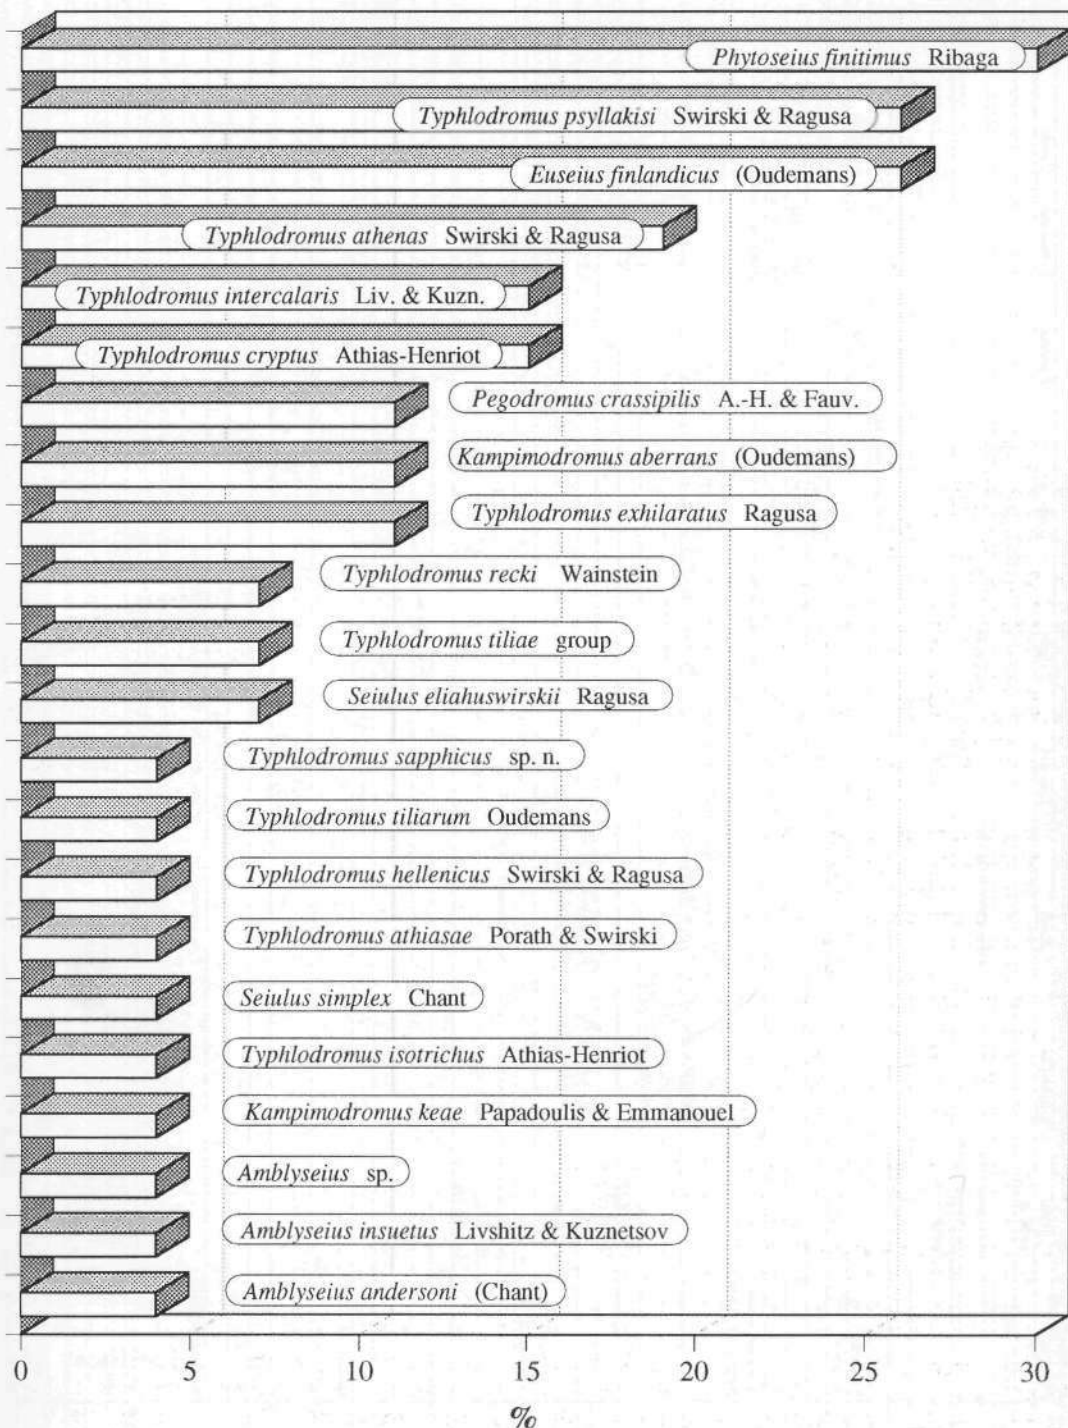 Phytoseius finitimus Ribaga
Typhlodromus psyllakisi Swirski & Ragusa
Euseius finlandicus (Oudemans)
Typhlodromus athenas Swirski & Ragusa
Typhlodromus intercalaris Liv. & Kuzn.
Typhlodromus cryptus Athias-Henriot
Pegodromus crassipilis A.-H. & Fauv.
Kampimodromus aberrans (Oudemans)
Typhlodromus exhilaratus Ragusa
Typhlodromus recki Wainstein
Typhlodromus tiliae group
Seiulus eliahuswirskii Ragusa
Typhlodromus sapphicus sp. n.
Typhlodromus tiliarum Oudemans
Typhlodromus hellenicus Swirski & Ragusa
Typhlodromus athiasae Porath & Swirski
Seiulus simplex Chant
Typhlodromus isotrichus Athias-Henriot
Kampimodromus keae Papadoulis & Emmanouel
Amblyseius sp.
Amblyseius insuetus Livshitz & Kuznetsov
Amblyseius andersoni (Chant)
0 5 10 15 20 25 30
%